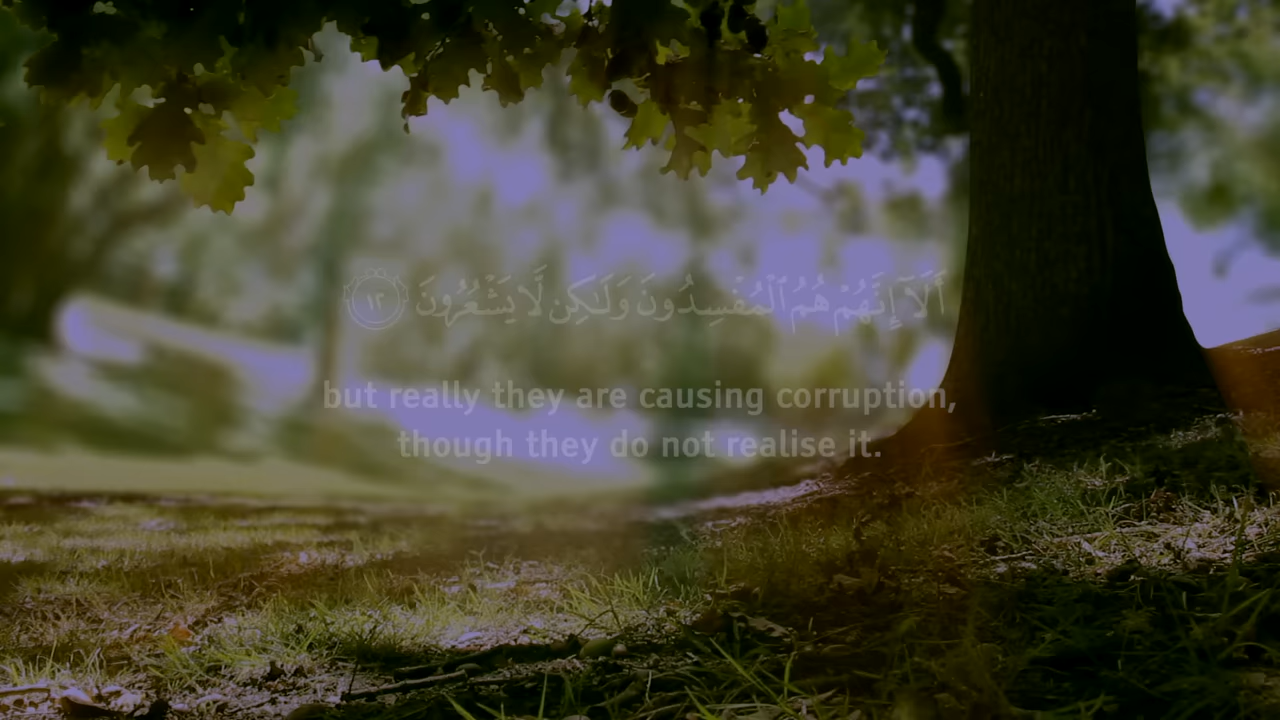 أَلَآ إِنَّهُمْ هُمُ ٱلْمُفْسِدُونَ وَلَـٰكِن لَّا يَشْعُرُونَ ١٢
but really they are causing corruption,
though they do not realise it.